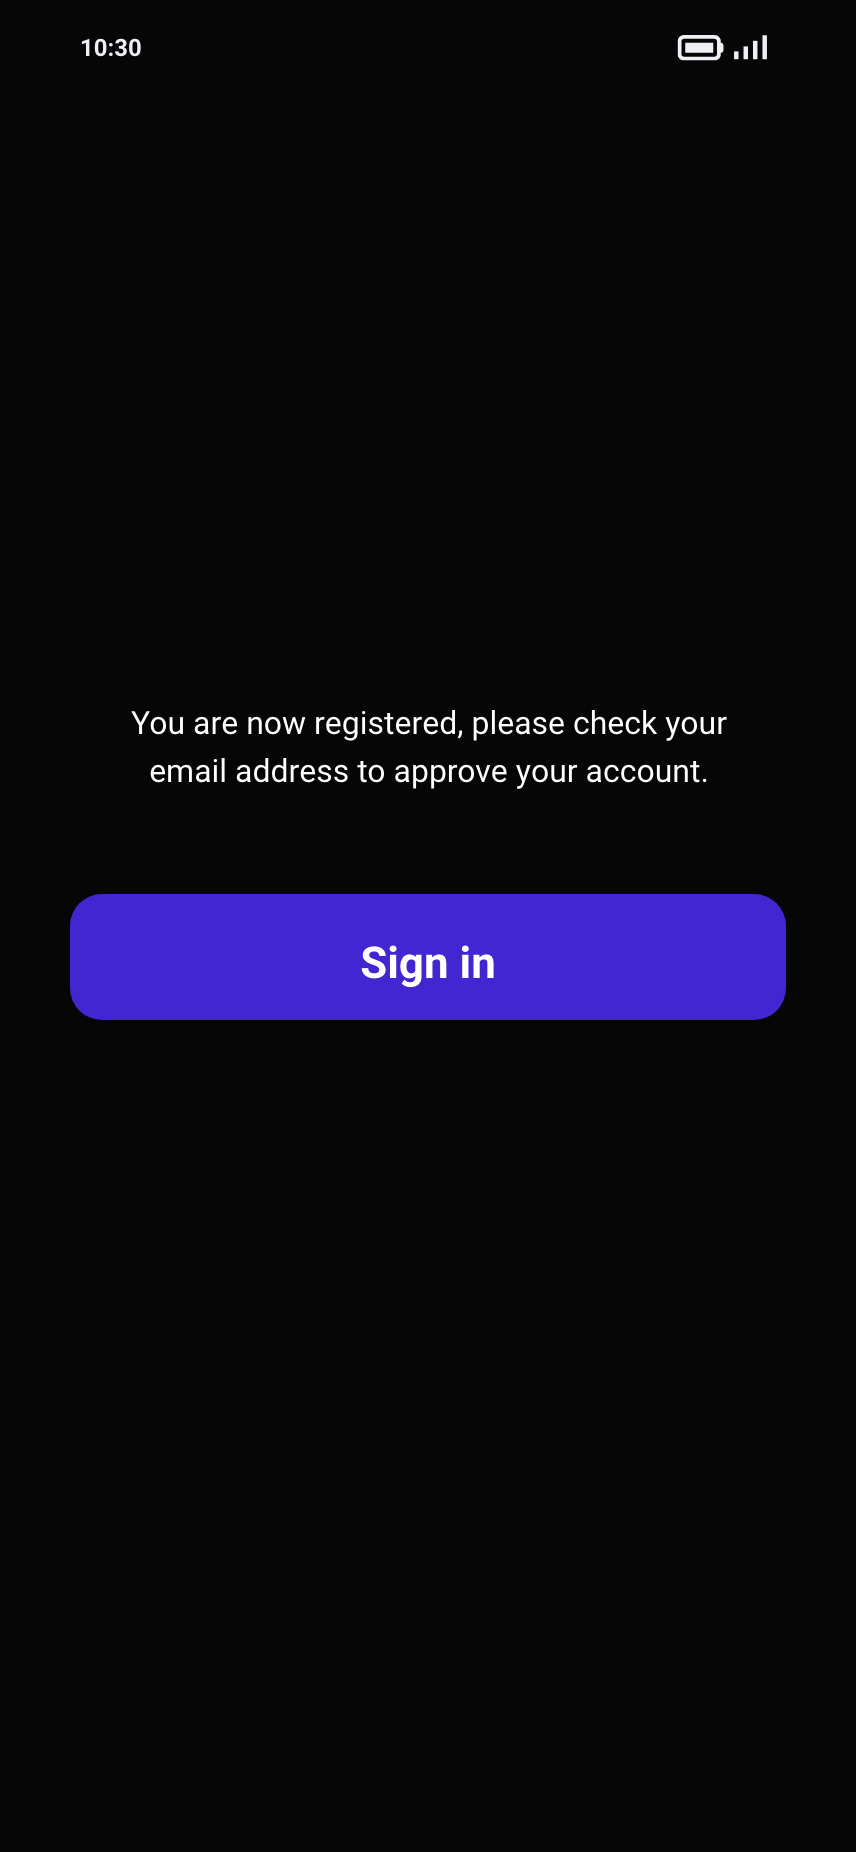 10:30
You are now registered, please check your
email address to approve your account.
Sign in